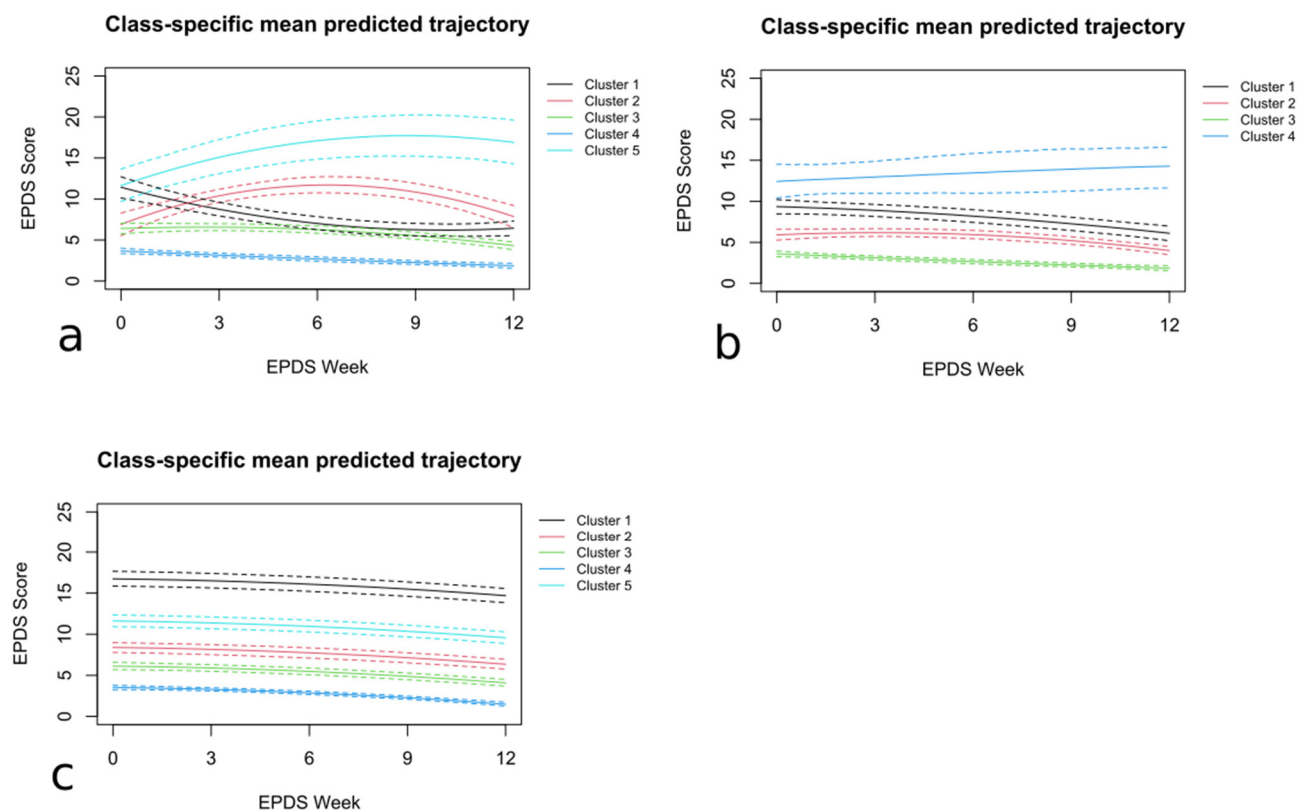 Class-specific mean predicted trajectory
EPDS Score
25
20
15
10
5
0
0 3 6 9 12
EPDS Week
Cluster 1
Cluster 2
Cluster 3
Cluster 4
Cluster 5
a
Class-specific mean predicted trajectory
EPDS Score
25
20
15
10
5
0
0 3 6 9 12
EPDS Week
Cluster 1
Cluster 2
Cluster 3
Cluster 4
b
Class-specific mean predicted trajectory
EPDS Score
25
20
15
10
5
0
0 3 6 9 12
EPDS Week
Cluster 1
Cluster 2
Cluster 3
Cluster 4
Cluster 5
c